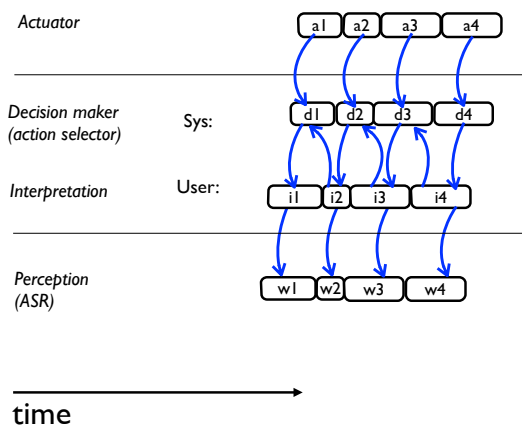 Actuator
a1 a2 a3 a4
Decision maker
(action selector)
Sys:
d1 d2 d3 d4
Interpretation
User:
i1 i2 i3 i4
Perception
(ASR)
w1 w2 w3 w4
time